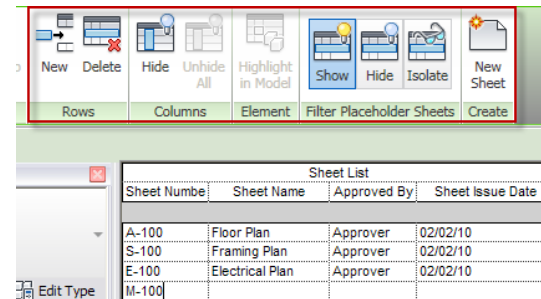 New Delete Hide Unhide All Highlight in Model Show Hide Isolate New Sheet
Rows Columns Element Filter Placeholder Sheets Create
Sheet List
Sheet Numbe Sheet Name Approved By Sheet Issue Date
A-100 Floor Plan Approver 02/02/10
S-100 Framing Plan Approver 02/02/10
E-100 Electrical Plan Approver 02/02/10
Edit Type M-100